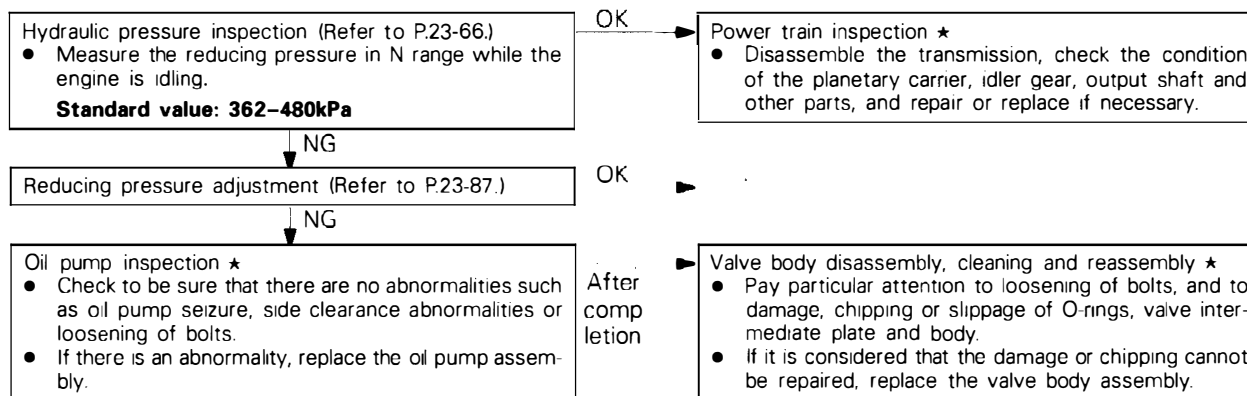 Hydraulic pressure inspection (Refer to P.23-66.)
● Measure the reducing pressure in N range while the
engine is idling.
Standard value: 362–480kPa
OK
Power train inspection ★
● Disassemble the transmission, check the condition
of the planetary carrier, idler gear, output shaft and
other parts, and repair or replace if necessary.
NG
Reducing pressure adjustment (Refer to P.23-87.)
OK
NG
Oil pump inspection ★
● Check to be sure that there are no abnormalities such
as oil pump seizure, side clearance abnormalities or
loosening of bolts.
● If there is an abnormality, replace the oil pump assem-
bly.
After
comp
letion
Valve body disassembly, cleaning and reassembly ★
● Pay particular attention to loosening of bolts, and to
damage, chipping or slippage of O-rings, valve inter-
mediate plate and body.
● If it is considered that the damage or chipping cannot
be repaired, replace the valve body assembly.